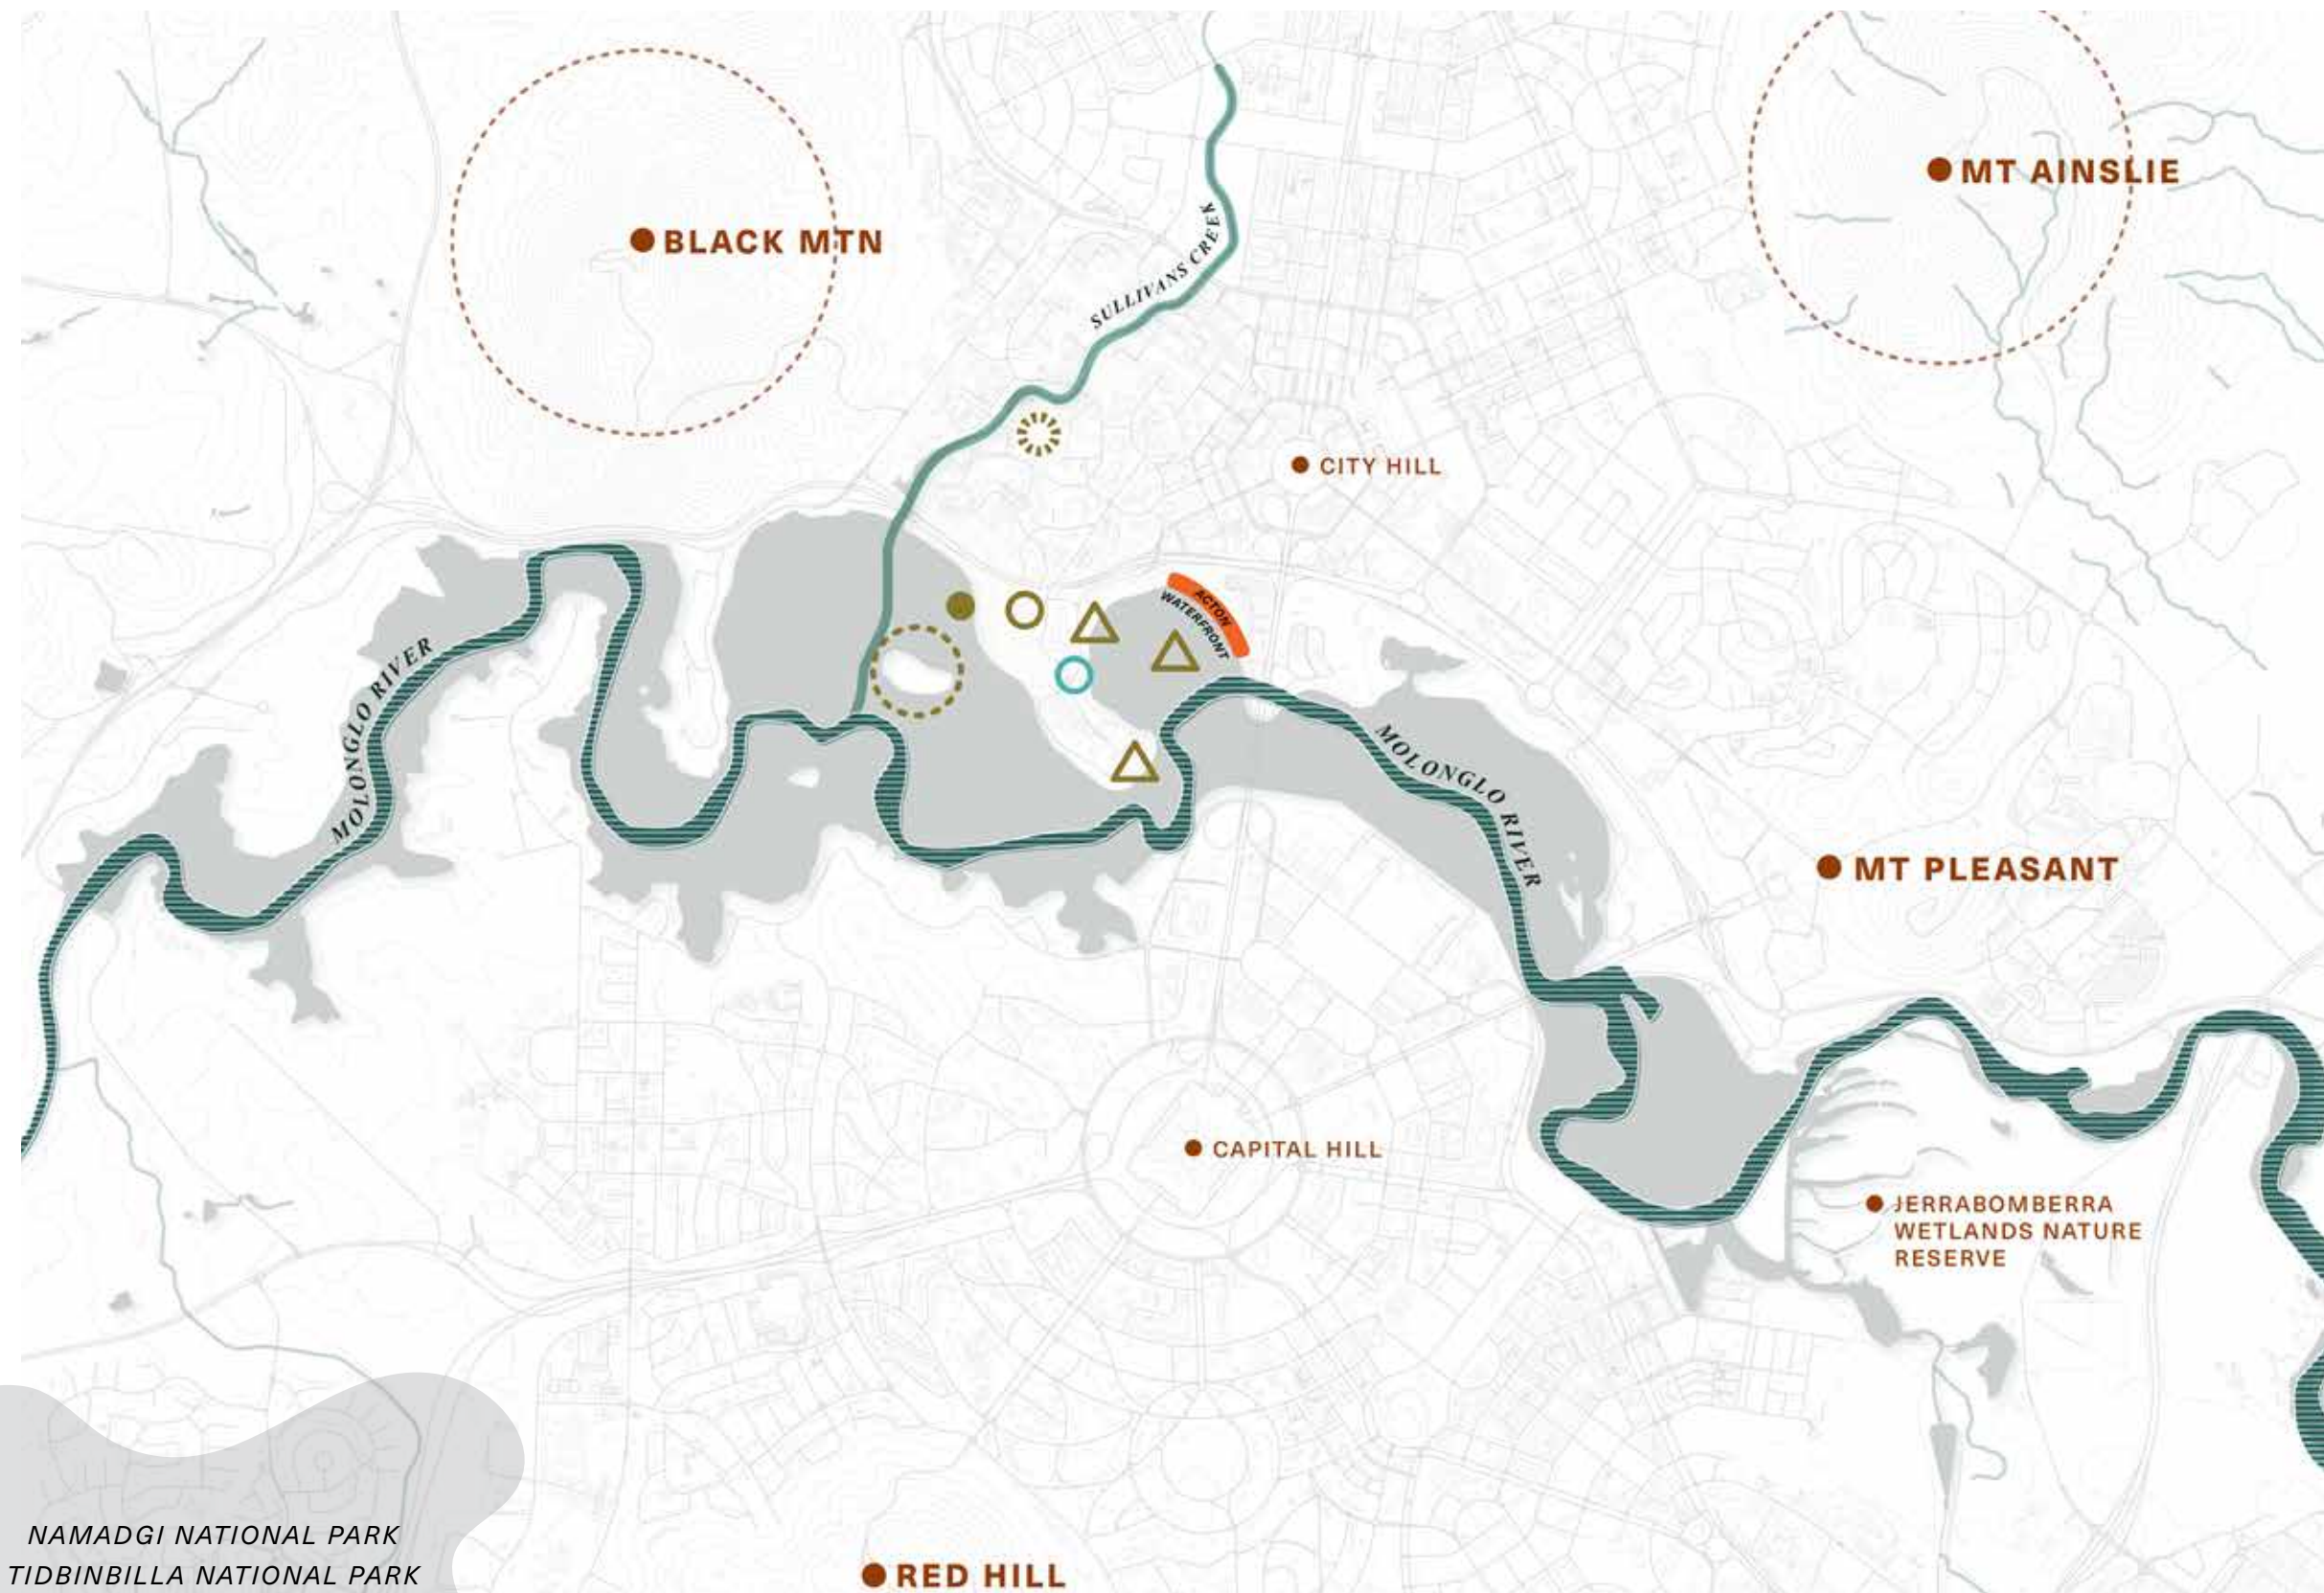 MT AINSLIE
BLACK MTN
SULLIVANS CREEK
CITY HILL
ACTON
WATERFRONT
MOLONGLO RIVER
MOLONGLO RIVER
MT PLEASANT
CAPITAL HILL
JERRABOMBERRA
WETLANDS NATURE
RESERVE
NAMADGI NATIONAL PARK
TIDBINBILLA NATIONAL PARK
RED HILL